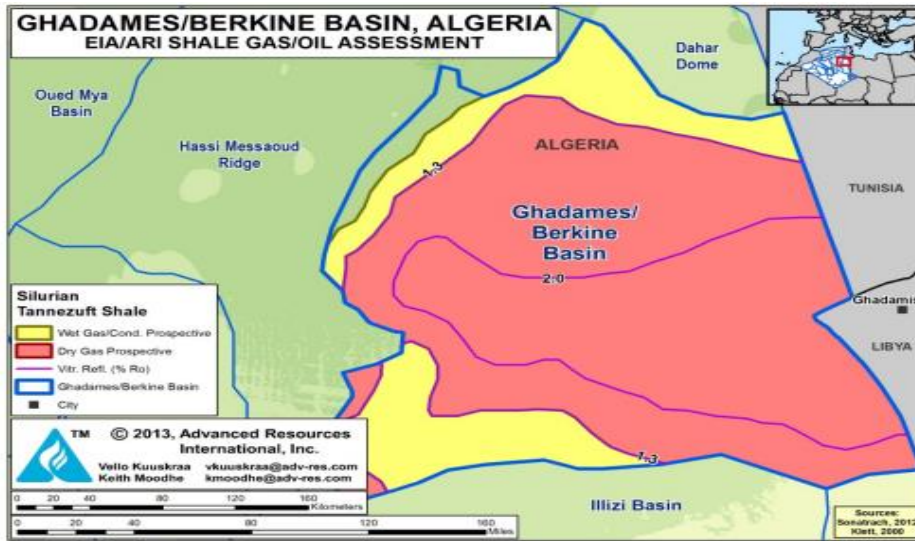 GHADAMES/BERKINE BASIN, ALGERIA
EIA/ARI SHALE GAS/OIL ASSESSMENT
Dahar
Dome
Oued Mya
Basin
Hassi Messaoud
Ridge
ALGERIA
1.3
TUNISIA
Ghadames/
Berkine
Basin
2.0
Ghadamis
LIBYA
Silurian
Tannezuft Shale
Wet Gas/Cond. Prospective
Dry Gas Prospective
Vitr. Refl. (% Ro)
Ghadames/Berkine Basin
City
TM © 2013, Advanced Resources
International, Inc.
Vello Kuuskraa vkuuskraa@adv-res.com
Keith Moodhe kmoodhe@adv-res.com
1.3
0 20 40 80 120 160
Kilometers
0 20 40 80 120 160
Miles
Illizi Basin
Sources:
Sonatrach, 2012
Klett, 2000